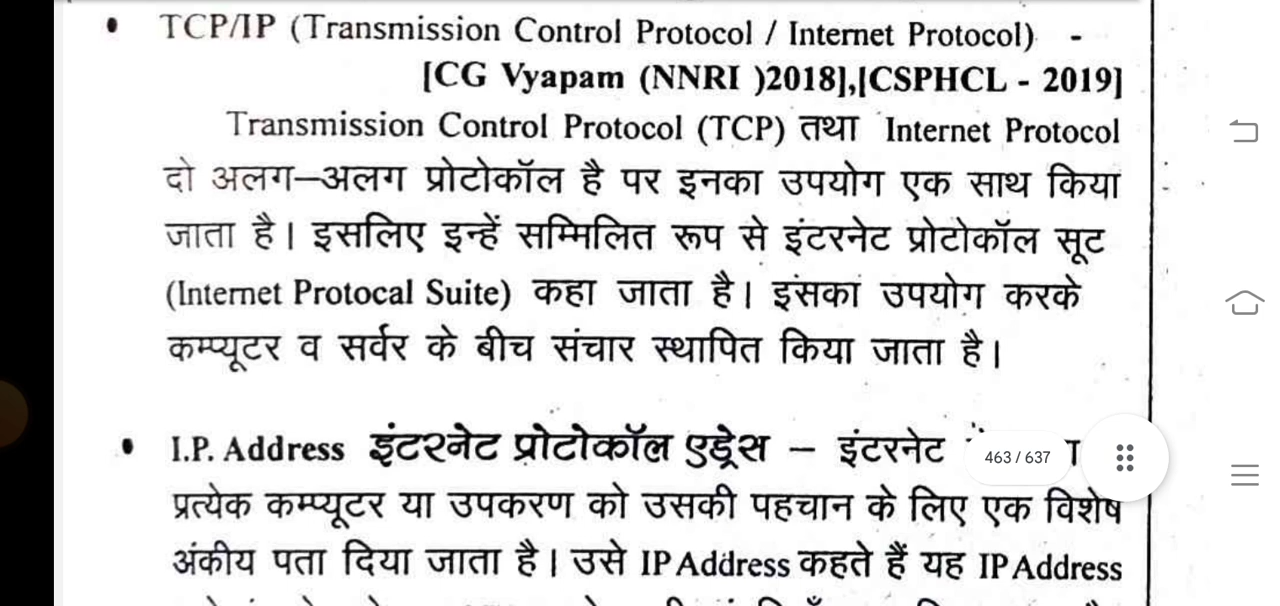 • TCP/IP (Transmission Control Protocol / Internet Protocol) -
[CG Vyapam (NNRI )2018],[CSPHCL - 2019]
Transmission Control Protocol (TCP) तथा Internet Protocol
दो अलग–अलग प्रोटोकॉल है पर इनका उपयोग एक साथ किया
जाता है। इसलिए इन्हें सम्मिलित रूप से इंटरनेट प्रोटोकॉल सूट
(Internet Protocal Suite) कहा जाता है। इसका उपयोग करके
कम्प्यूटर व सर्वर के बीच संचार स्थापित किया जाता है।
• I.P. Address इंटरनेट प्रोटोकॉल एड्रेस – इंटरनेट
463 / 637
प्रत्येक कम्प्यूटर या उपकरण को उसकी पहचान के लिए एक विशेष
अंकीय पता दिया जाता है। उसे IP Address कहते हैं यह IP Address